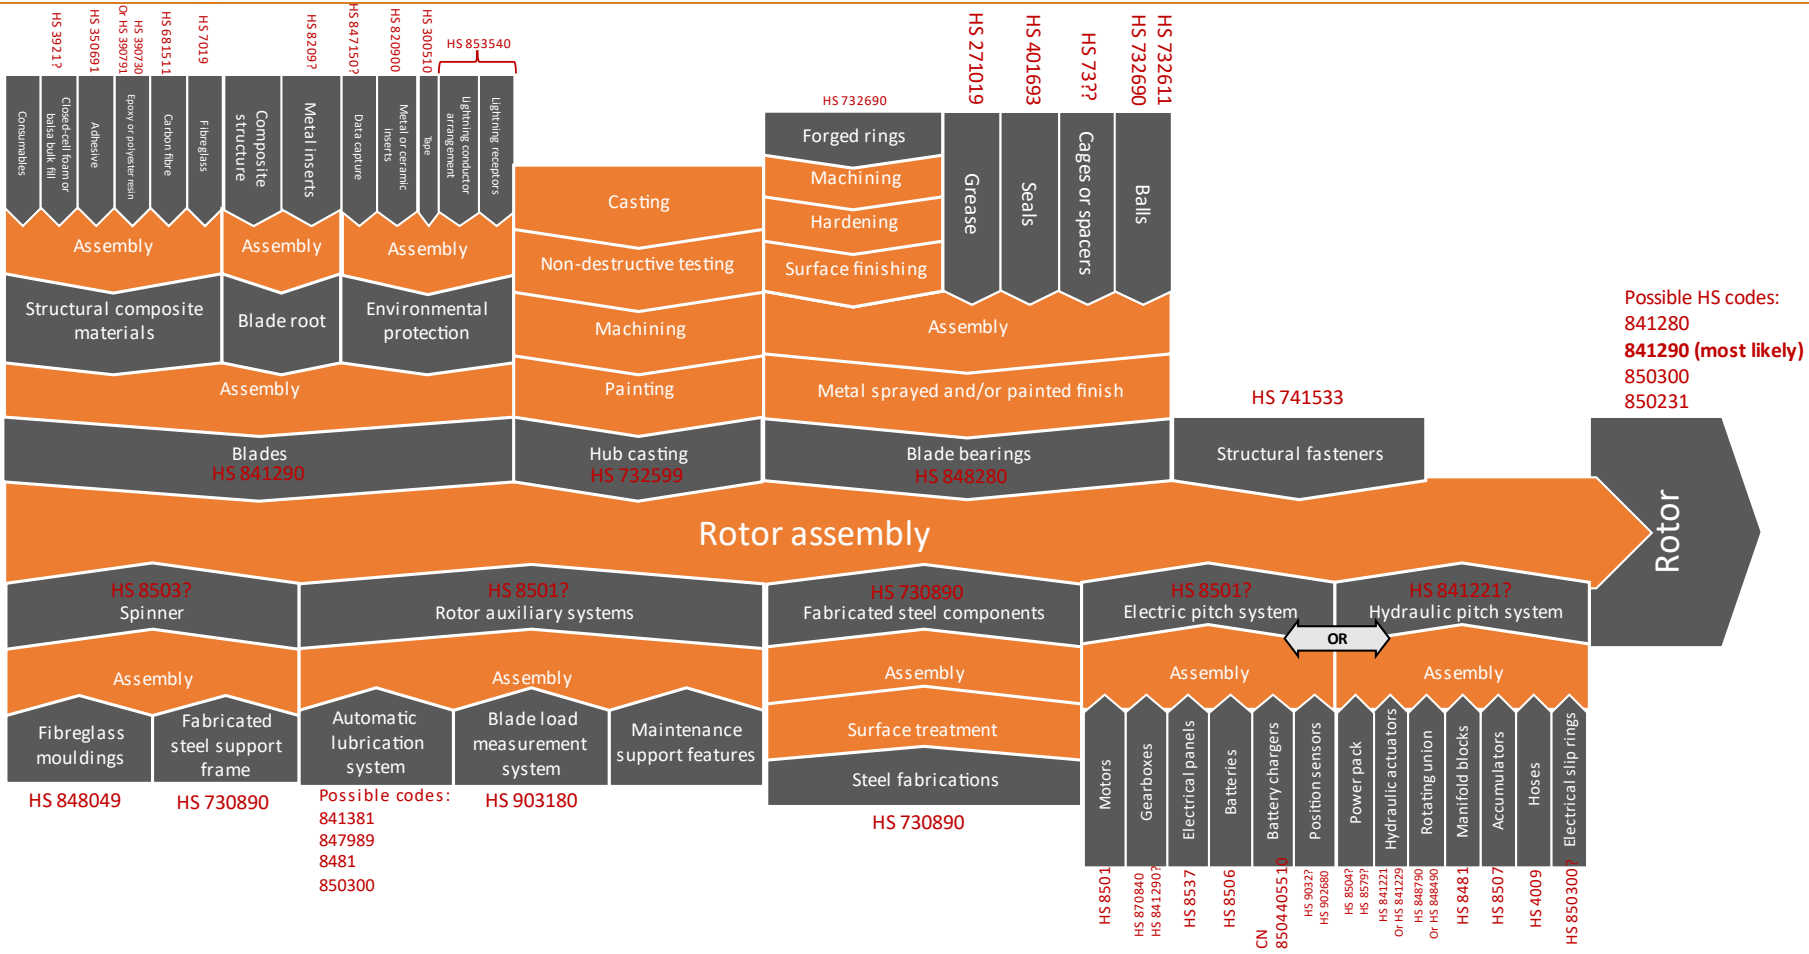 HS 3921?
HS 350691
HS 390730
Or HS 390791
HS 681511
HS 7019
HS 8209?
HS 847150?
HS 820900
HS 300510
HS 853540
Consumables
Closed-cell foam or
balsa bulk fill
Adhesive
Epoxy or polyester resin
Carbon fibre
Fibreglass
Composite
structure
Metal inserts
Data capture
Metal or ceramic
inserts
Tape
Lightning conductor
arrangement
Lightning receptors
Assembly
Assembly
Assembly
Structural composite
materials
Blade root
Environmental
protection
Assembly
Blades
HS 841290
Casting
Non-destructive testing
Machining
Painting
Hub casting
HS 732599
HS 732690
Forged rings
Machining
Hardening
Surface finishing
HS 271019
HS 401693
HS 73??
HS 732690
HS 732611
Grease
Seals
Cages or spacers
Balls
Assembly
Metal sprayed and/or painted finish
Blade bearings
HS 848280
HS 741533
Structural fasteners
Possible HS codes:
841280
841290 (most likely)
850300
850231
Rotor assembly
Rotor
HS 8503?
Spinner
Assembly
Fibreglass
mouldings
Fabricated
steel support
frame
HS 848049
HS 730890
HS 8501?
Rotor auxiliary systems
Assembly
Automatic
lubrication
system
Blade load
measurement
system
Maintenance
support features
Possible codes:
841381
847989
8481
850300
HS 903180
HS 730890
Fabricated steel components
Assembly
Surface treatment
Steel fabrications
HS 730890
HS 8501?
Electric pitch system
OR
HS 841221?
Hydraulic pitch system
Assembly
Assembly
Motors
Gearboxes
Electrical panels
Batteries
Battery chargers
Position sensors
Power pack
Hydraulic actuators
Rotating union
Manifold blocks
Accumulators
Hoses
Electrical slip rings
HS 8501
HS 870840
HS 841290?
HS 8537
HS 8506
CN
8504405510
HS 9032?
HS 902680
HS 8504?
HS 8579?
HS 841221
Or HS 841229
HS 848790
Or HS 848490
HS 8481
HS 8507
HS 4009
HS 850300?